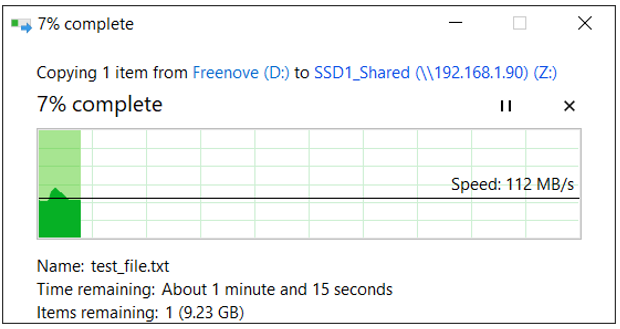 7% complete
Copying 1 item from Freenove (D:) to SSD1_Shared (\\192.168.1.90) (Z:)
7% complete
Speed: 112 MB/s
Name: test_file.txt
Time remaining: About 1 minute and 15 seconds
Items remaining: 1 (9.23 GB)